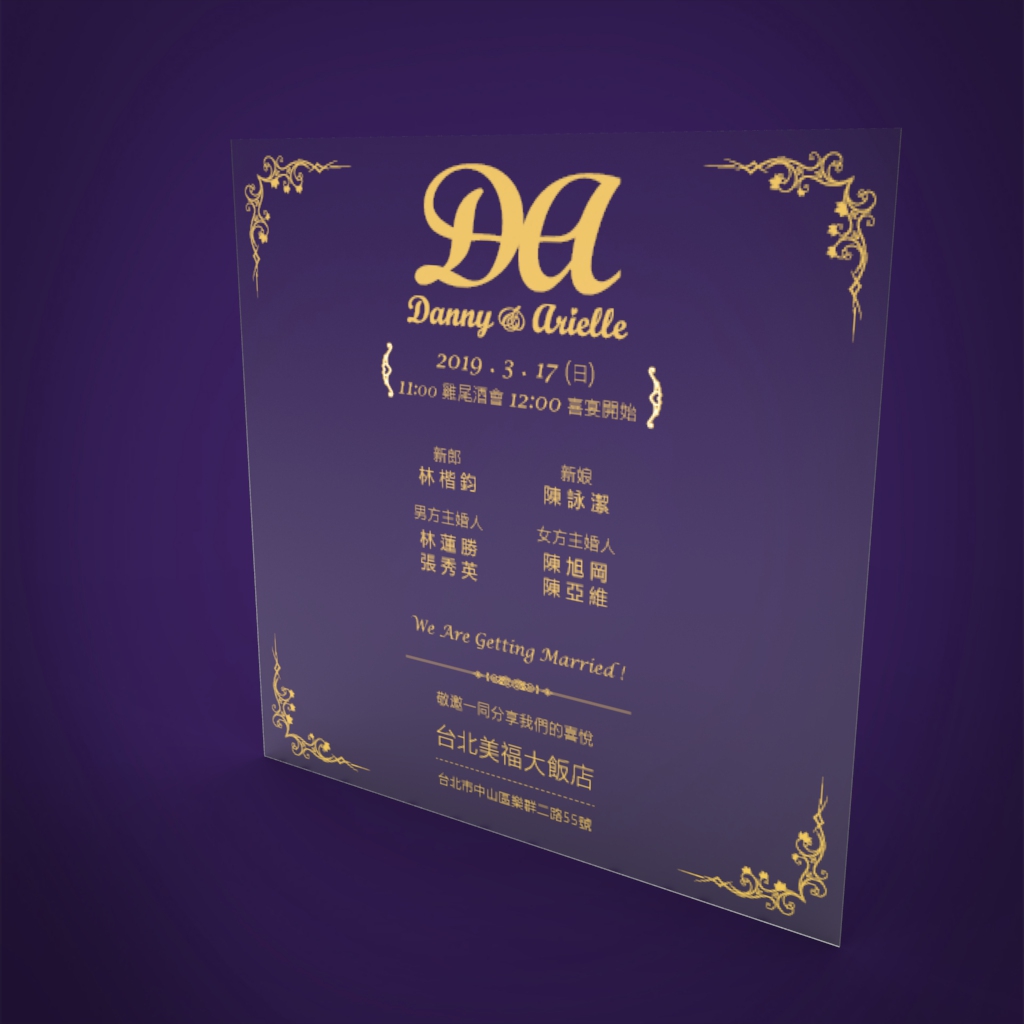 DA
Danny & Arielle
2019 . 3 . 17 (日)
11:00 雞尾酒會 12:00 喜宴開始
新郎
林楷鈞
男方主婚人
林蓮勝
張秀英
新娘
陳詠潔
女方主婚人
陳旭岡
陳亞維
We Are Getting Married !
敬邀一同分享我們的喜悅
台北美福大飯店
台北市中山區樂群二路55號